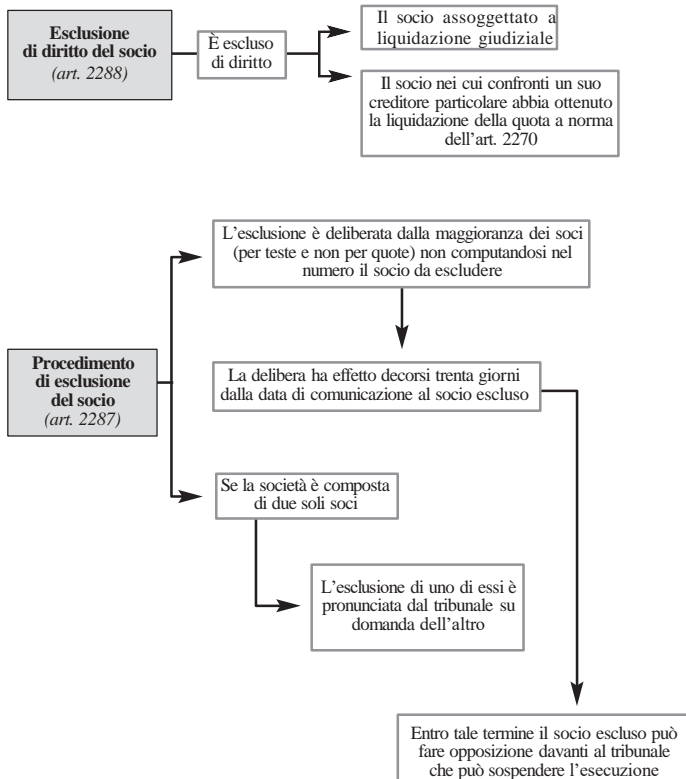 Esclusione
di diritto del socio
(art. 2288)
È escluso
di diritto
Il socio assoggettato a
liquidazione giudiziale
Il socio nei cui confronti un suo
creditore particolare abbia ottenuto
la liquidazione della quota a norma
dell'art. 2270
Procedimento
di esclusione
del socio
(art. 2287)
L'esclusione è deliberata dalla maggioranza dei soci
(per teste e non per quote) non computandosi nel
numero il socio da escludere
La delibera ha effetto decorsi trenta giorni
dalla data di comunicazione al socio escluso
Se la società è composta
di due soli soci
L'esclusione di uno di essi è
pronunciata dal tribunale su
domanda dell'altro
Entro tale termine il socio escluso può
fare opposizione davanti al tribunale
che può sospendere l'esecuzione